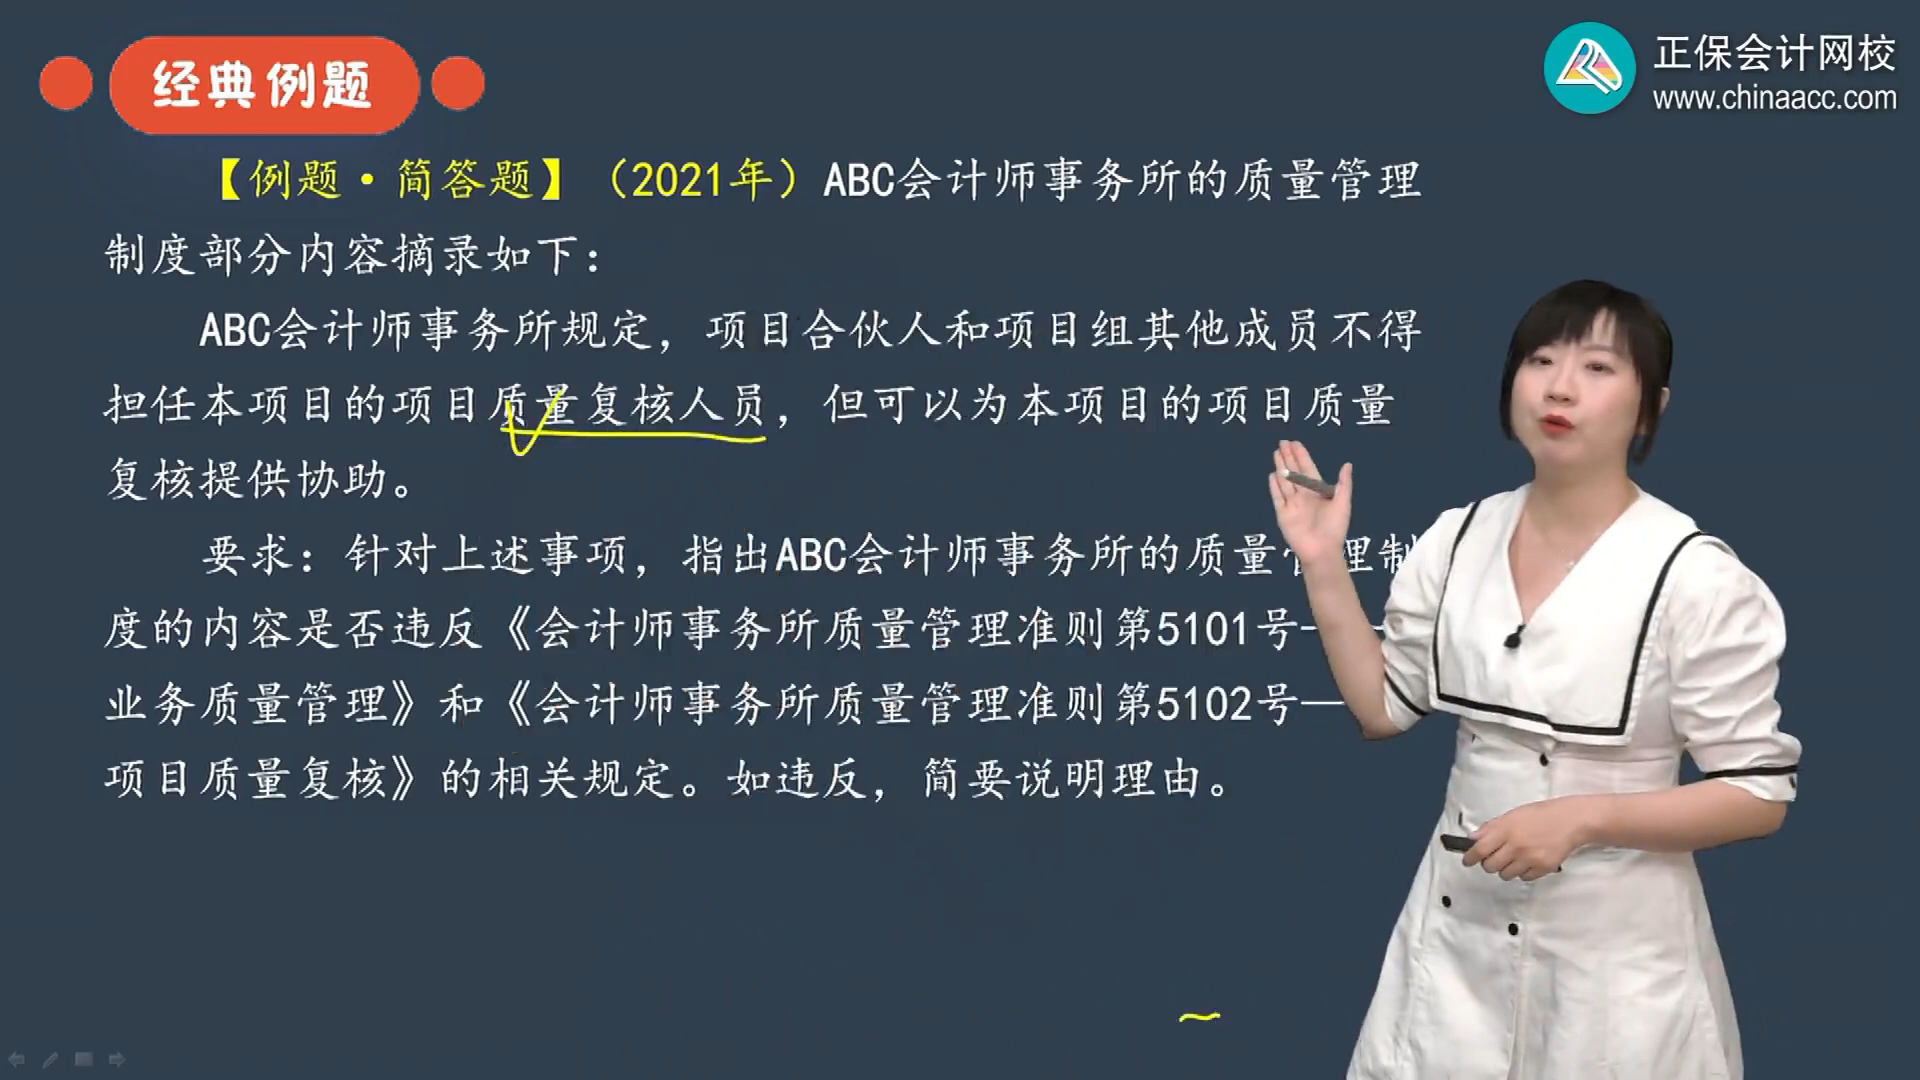 经典例题
正保会计网校
www.chinaacc.com
【例题·简答题】（2021年）ABC会计师事务所的质量管理
制度部分内容摘录如下：
ABC会计师事务所规定，项目合伙人和项目组其他成员不得
担任本项目的项目质量复核人员，但可以为本项目的项目质量
复核提供协助。
要求：针对上述事项，指出ABC会计师事务所的质量管理制
度的内容是否违反《会计师事务所质量管理准则第5101号——
业务质量管理》和《会计师事务所质量管理准则第5102号—
项目质量复核》的相关规定。如违反，简要说明理由。